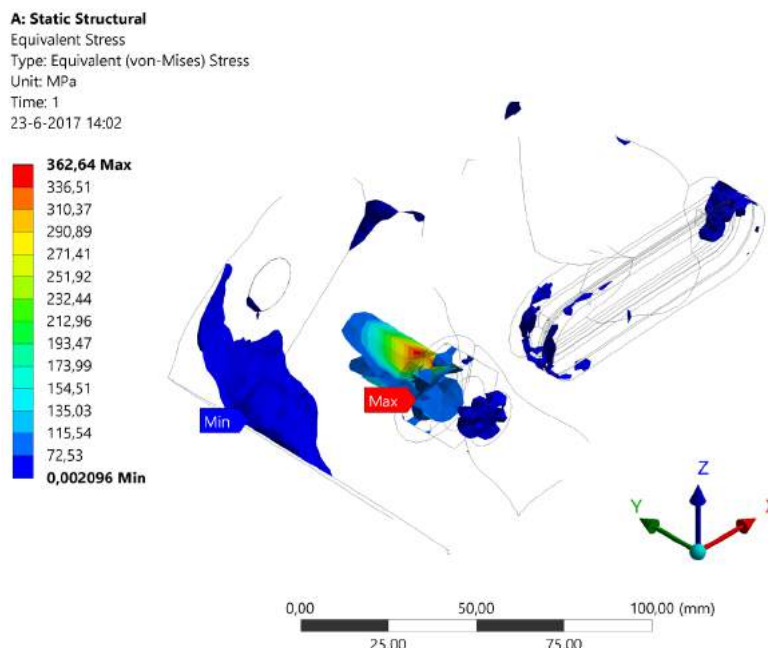 A: Static Structural
Equivalent Stress
Type: Equivalent (von-Mises) Stress
Unit: MPa
Time: 1
23-6-2017 14:02
362,64 Max
336,51
310,37
290,89
271,41
251,92
232,44
212,96
193,47
173,99
154,51
135,03
115,54
72,53
0,002096 Min
Min
Max
Z
Y
X
0,00
50,00
100,00 (mm)
25,00
75,00